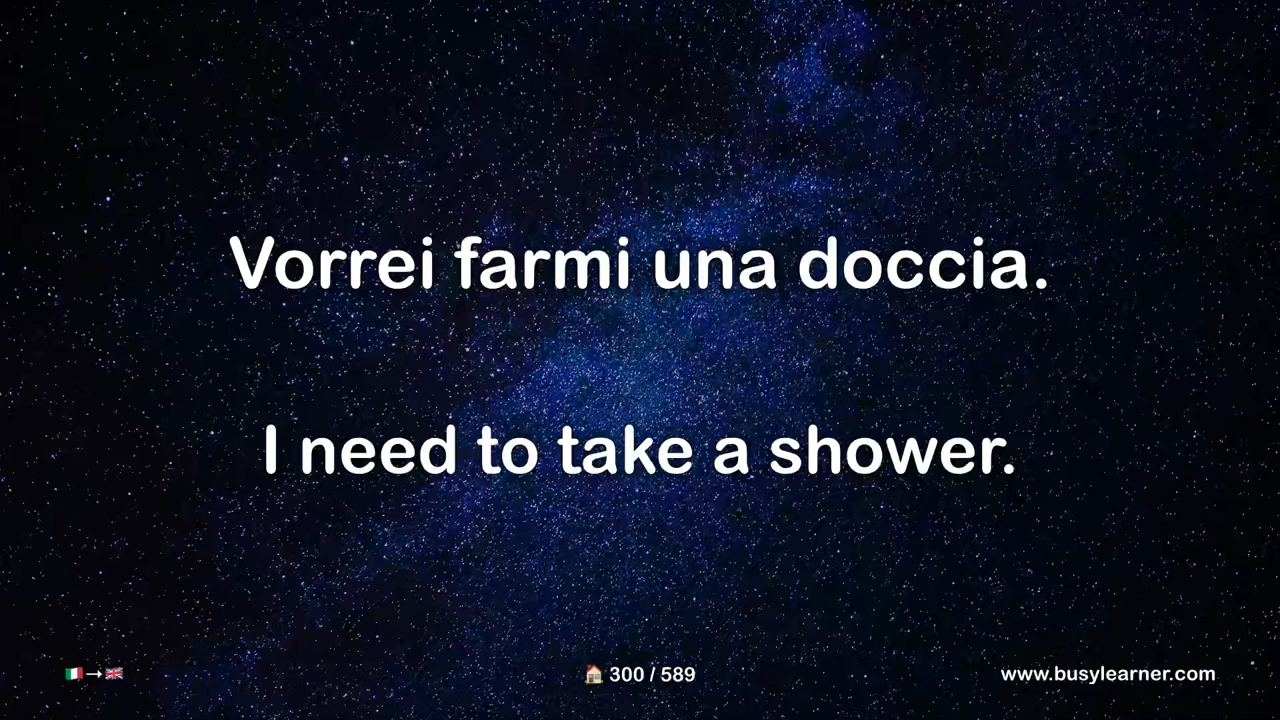 Vorrei farmi una doccia.
I need to take a shower.
🇮🇹→🇬🇧 🏠 300 / 589 www.busylearner.com